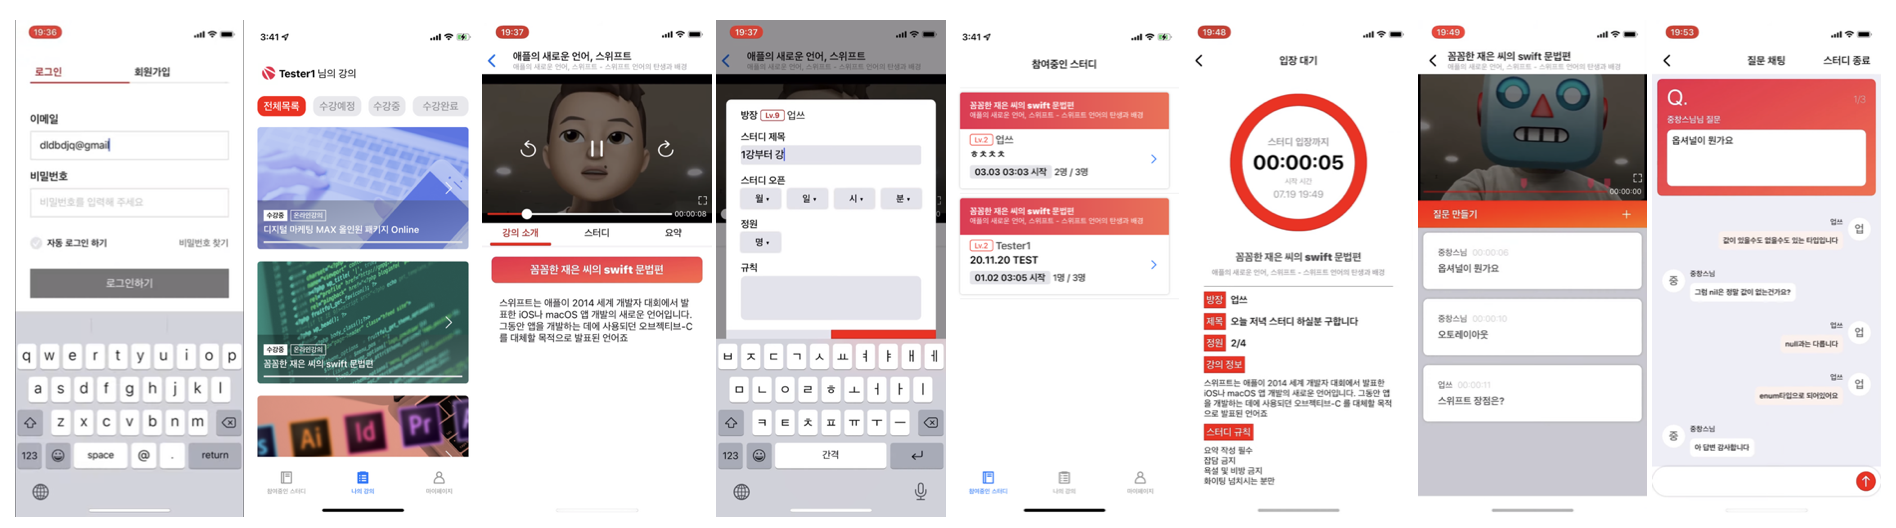 19:36
로그인 회원가입
이메일
dldbdjq@gmail
비밀번호
비밀번호를 입력해 주세요
자동 로그인 하기 비밀번호 찾기
로그인하기
q w e r t y u i o p
a s d f g h j k l
z x c v b n m
123 space @ . return
3:41
Tester1 님의 강의
전체목록 수강예정 수강중 수강완료
수강중 온라인강의
디지털 마케팅 MAX 올인원 패키지 Online
수강중 온라인강의
꼼꼼한 재은 씨의 swift 문법편
Ai Id Pr
참여중인 스터디 나의 강의 마이페이지
19:37
애플의 새로운 언어, 스위프트
애플의 새로운 언어, 스위프트 - 스위프트 언어의 탄생과 배경
00:00:08
강의 소개 스터디 요약
꼼꼼한 재은 씨의 swift 문법편
스위프트는 애플이 2014 세계 개발자 대회에서 발
표한 iOS나 macOS 앱 개발의 새로운 언어입니다.
그동안 앱을 개발하는 데에 사용되던 오브젝티브-C
를 대체할 목적으로 발표된 언어죠
19:37
애플의 새로운 언어, 스위프트
애플의 새로운 언어, 스위프트 - 스위프트 언어의 탄생과 배경
방장 Lv.9 업쓰
스터디 제목
1강부터 강
스터디 오픈
월 일 시 분
정원
명
규칙
ㅂ ㅈ ㄷ ㄱ ㅅ ㅛ ㅕ ㅑ ㅐ ㅔ
ㅁ ㄴ ㅇ ㄹ ㅎ ㅗ ㅓ ㅏ ㅣ
ㅋ ㅌ ㅊ ㅍ ㅠ ㅜ ㅡ
123 간격
3:41
참여중인 스터디
꼼꼼한 재은 씨의 swift 문법편
애플의 새로운 언어, 스위프트 - 스위프트 언어의 탄생과 배경
Lv.2 업쓰
ㅎㅊㅊㅊ
03.03 03:03 시작 2명 / 3명
꼼꼼한 재은 씨의 swift 문법편
애플의 새로운 언어, 스위프트 - 스위프트 언어의 탄생과 배경
Lv.2 Tester1
20.11.20 TEST
01.02 03:05 시작 1명 / 3명
참여중인 스터디 나의 강의 마이페이지
19:48
입장 대기
스터디 입장까지
00:00:05
시작 시간
07.19 19:49
꼼꼼한 재은 씨의 swift 문법편
애플의 새로운 언어, 스위프트 - 스위프트 언어의 탄생과 배경
방장 업쓰
제목 오늘 저녁 스터디 하실분 구합니다
정원 2/4
강의 정보
스위프트는 애플이 2014 세계 개발자 대회에서 발표한
iOS나 macOS 앱 개발의 새로운 언어입니다. 그동안 앱
을 개발하는 데에 사용되던 오브젝티브-C 를 대체할 목적
으로 발표된 언어죠
스터디 규칙
요약 작성 필수
잡담 금지
욕설 및 비방 금지
화이팅 넘치시는 분만
19:49
꼼꼼한 재은 씨의 swift 문법편
애플의 새로운 언어, 스위프트 - 스위프트 언어의 탄생과 배경
00:00:00
질문 만들기 +
중창스님 00:00:06
옵셔널이 뭔가요
중창스님 00:00:10
오토레이아웃
업쓰 00:00:11
스위프트 장점은?
19:53
질문 채팅 스터디 종료
Q. 1/3
중창스님님 질문
옵셔널이 뭔가요
업쓰
값이 있을수도 없을수도 있는 타입입니다
업
중창스님
중 그럼 nil은 정말 값이 없는건가요?
업쓰
null과는 다릅니다
업
업쓰
enum타입으로 되어있어요
업
중창스님
중 아 답변 감사합니다